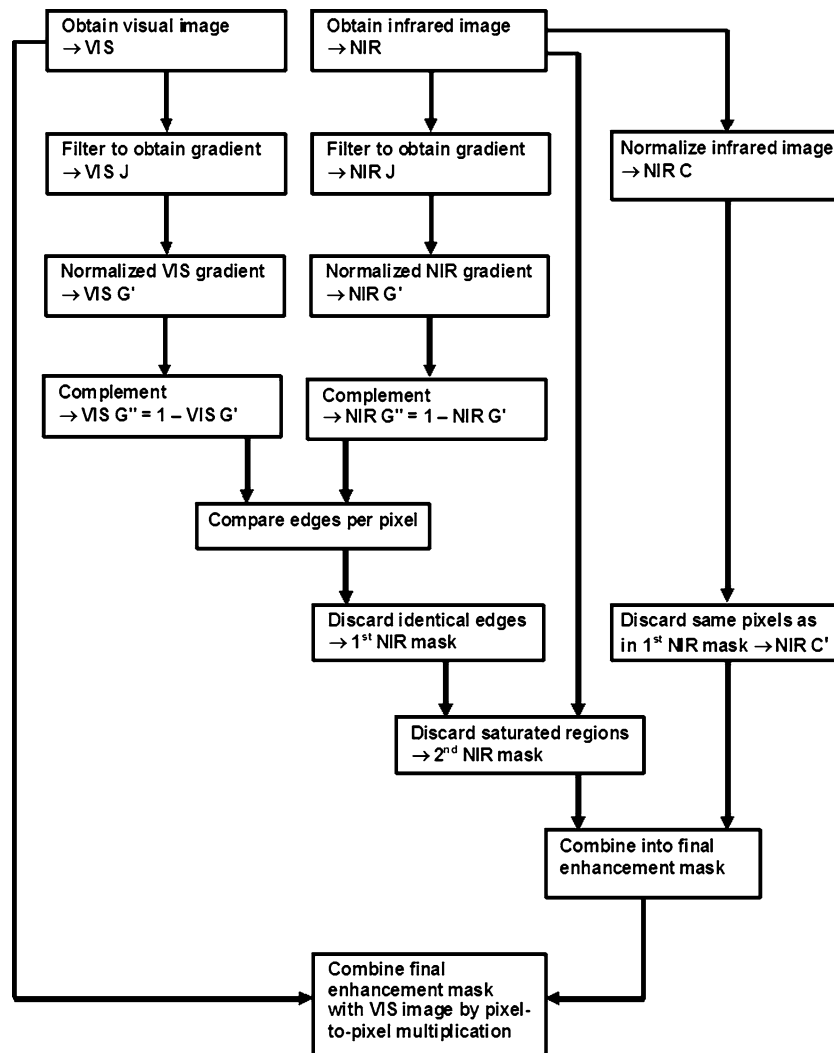 Obtain visual image
→ VIS
Obtain infrared image
→ NIR
Filter to obtain gradient
→ VIS J
Filter to obtain gradient
→ NIR J
Normalize infrared image
→ NIR C
Normalized VIS gradient
→ VIS G'
Normalized NIR gradient
→ NIR G'
Complement
→ VIS G" = 1 – VIS G'
Complement
→ NIR G" = 1 – NIR G'
Compare edges per pixel
Discard identical edges
→ 1st NIR mask
Discard same pixels as
in 1st NIR mask → NIR C'
Discard saturated regions
→ 2nd NIR mask
Combine into final
enhancement mask
Combine final
enhancement mask
with VIS image by pixel-
to-pixel multiplication